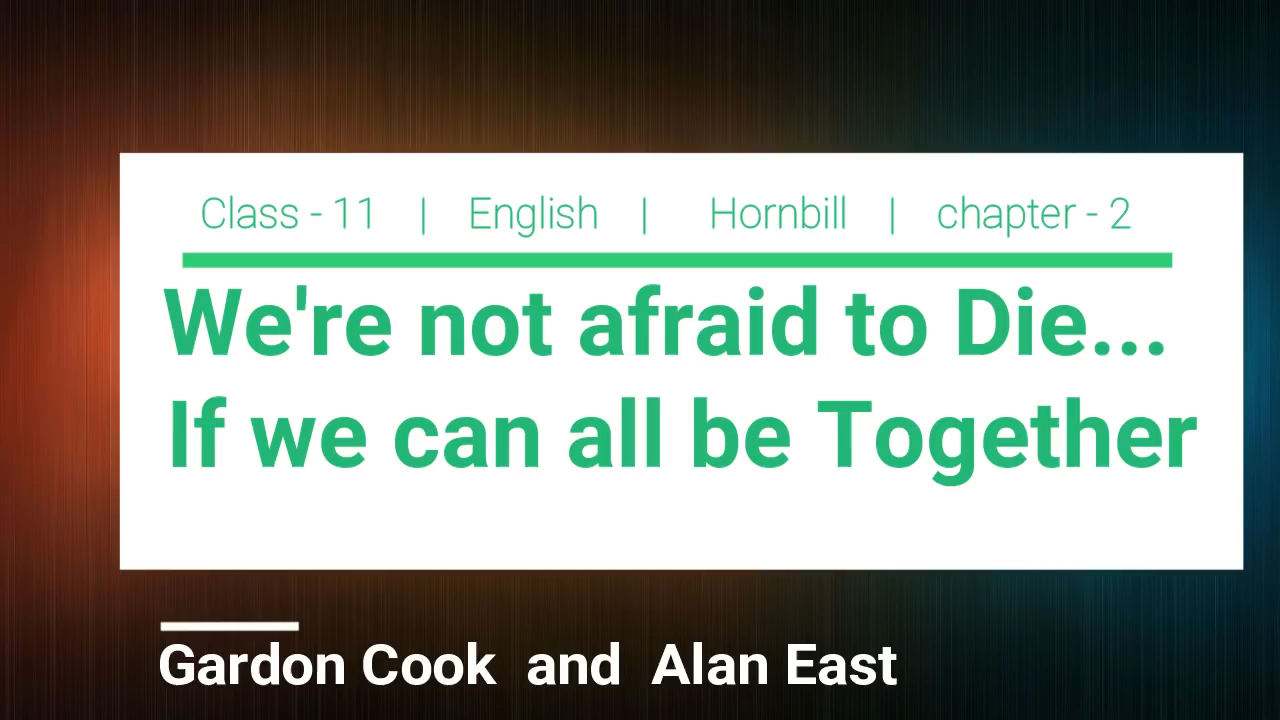 Class - 11 | English | Hornbill | chapter - 2
We're not afraid to Die...
If we can all be Together
Gardon Cook and Alan East